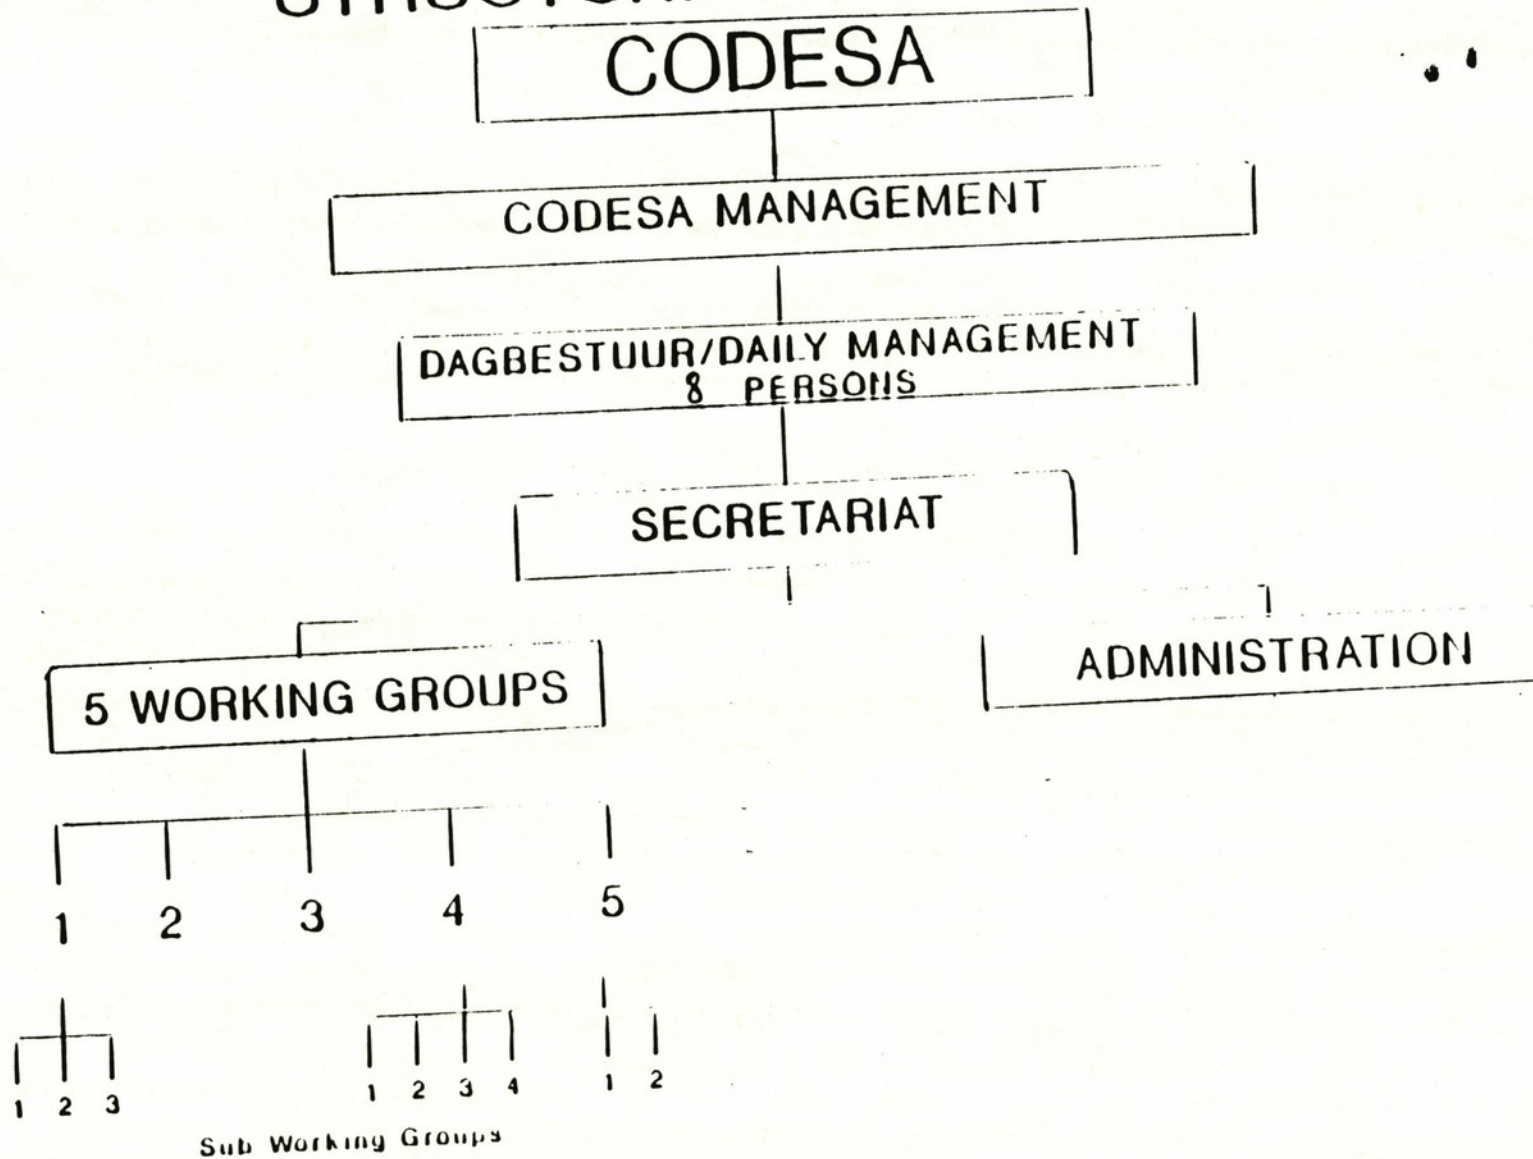 CODESA
CODESA MANAGEMENT
DAGBESTUUR/DAILY MANAGEMENT
8 PERSONS
SECRETARIAT
5 WORKING GROUPS
ADMINISTRATION
1 2 3 4 5
1 2 3
1 2 3 4
1 2
Sub Working Groups